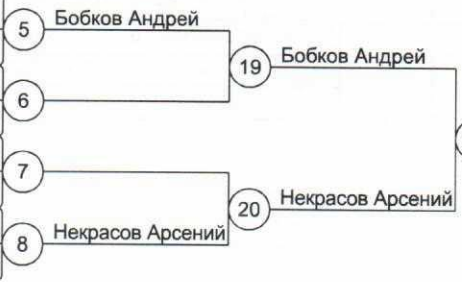 5 Бобков Андрей
19 Бобков Андрей
6
7
20 Некрасов Арсений
8 Некрасов Арсений